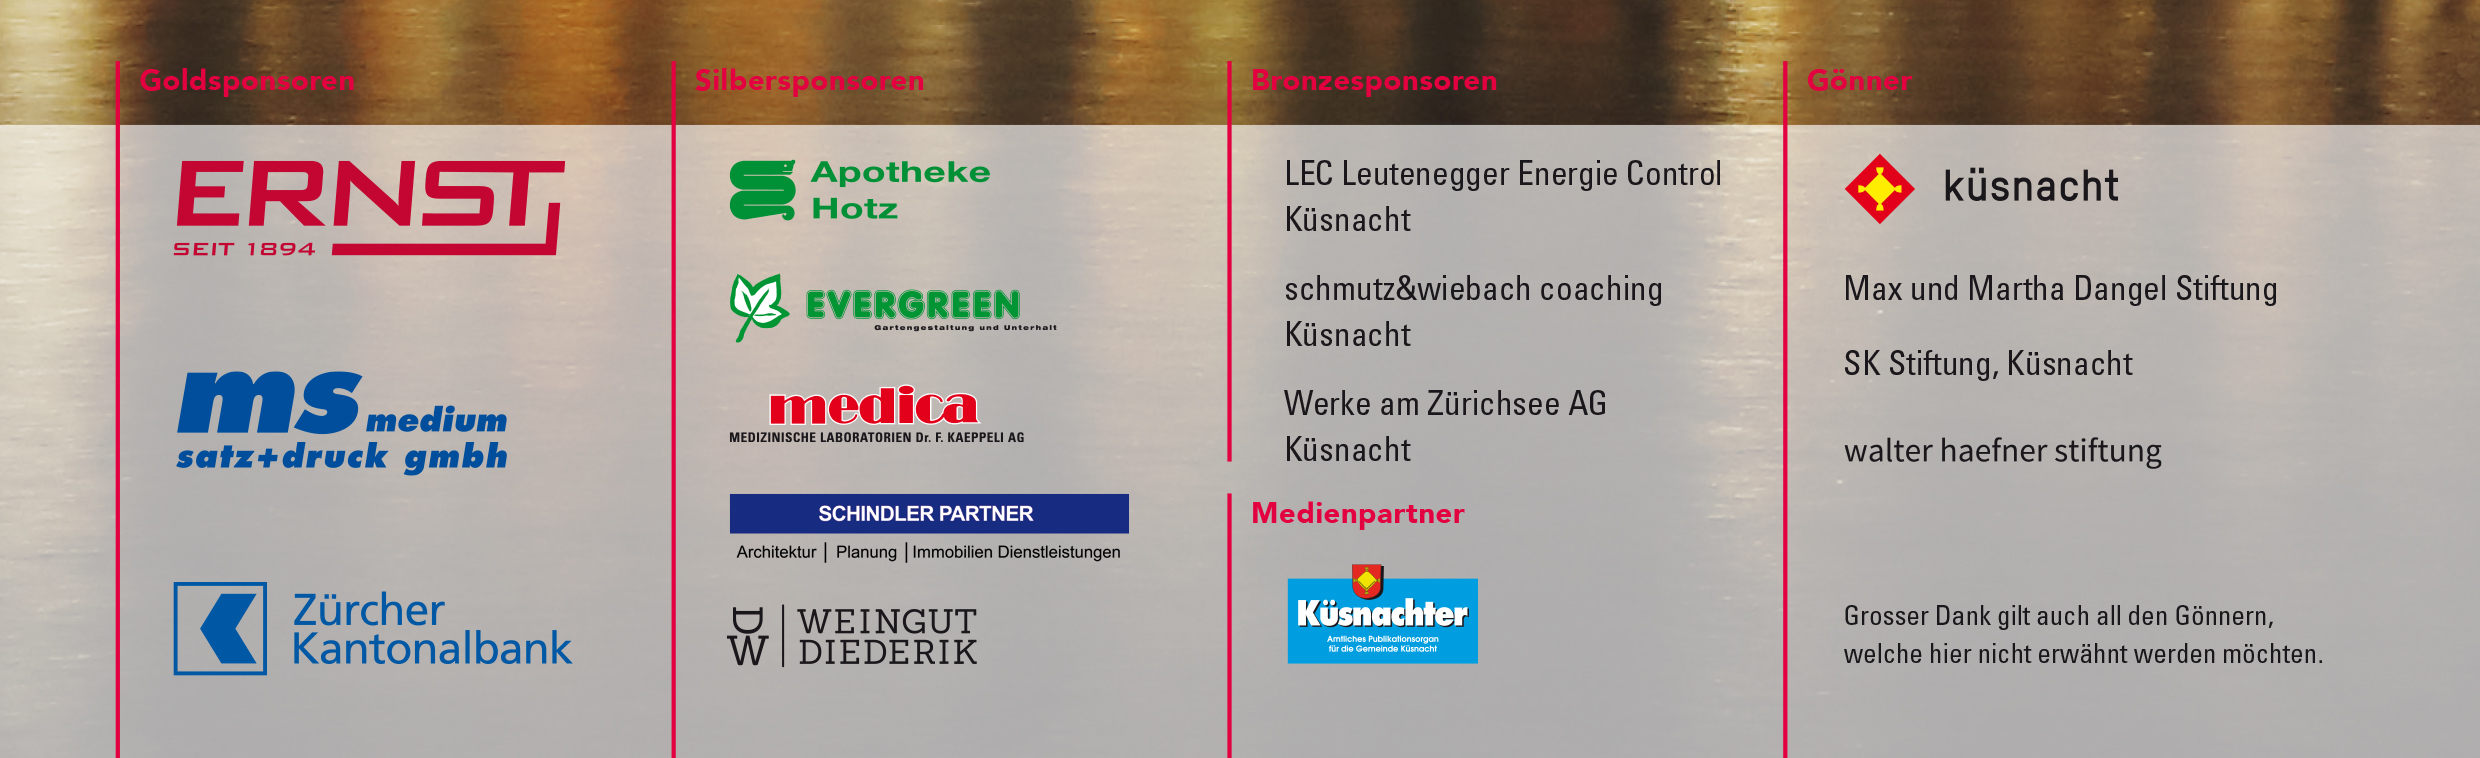 Goldsponsoren
ERNST
SEIT 1894
ms medium
satz+druck gmbh
Zürcher
Kantonalbank
Silbersponsoren
Apotheke
Hotz
EVERGREEN
Gartengestaltung und Unterhalt
medica
MEDIZINISCHE LABORATORIEN Dr. F. KAEPPELI AG
SCHINDLER PARTNER
Architektur | Planung | Immobilien Dienstleistungen
DW | WEINGUT
DIEDERIK
Bronzesponsoren
LEC Leutenegger Energie Control
Küsnacht
schmutz&wiebach coaching
Küsnacht
Werke am Zürichsee AG
Küsnacht
Medienpartner
Küsnachter
Amtliches Publikationsorgan
für die Gemeinde Küsnacht
Gönner
küsnacht
Max und Martha Dangel Stiftung
SK Stiftung, Küsnacht
walter haefner stiftung
Grosser Dank gilt auch all den Gönnern,
welche hier nicht erwähnt werden möchten.